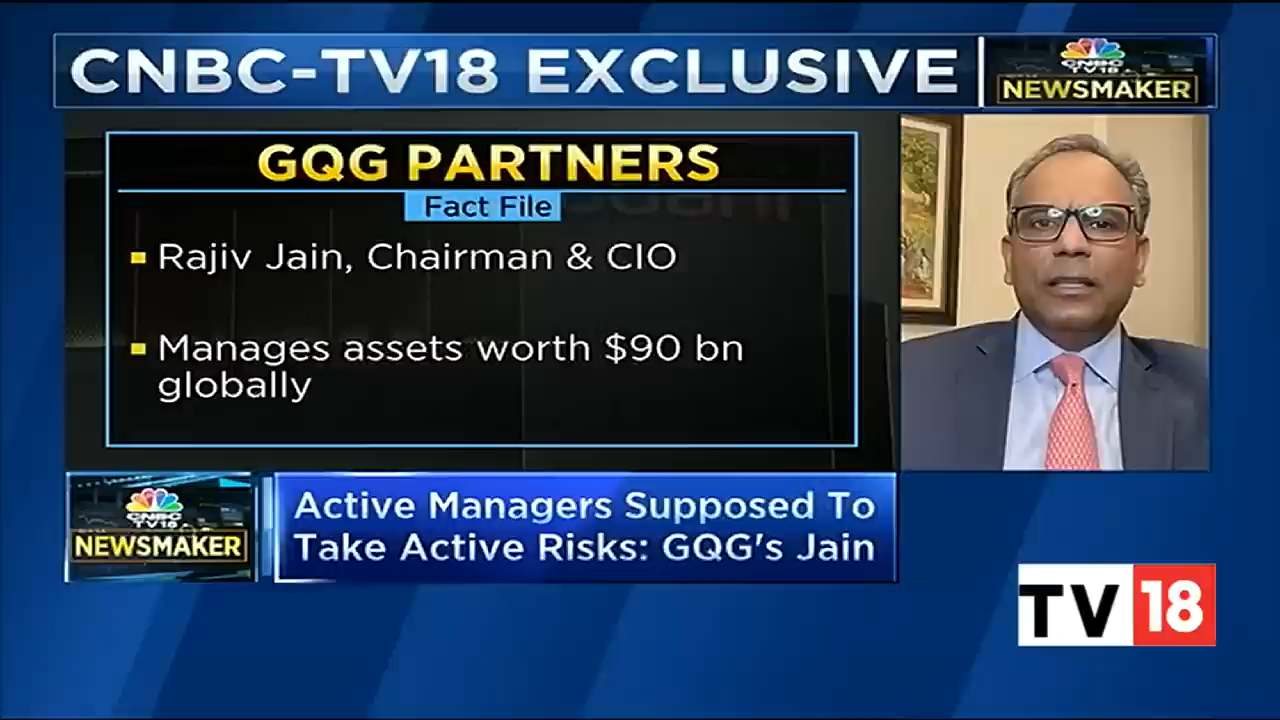 CNBC-TV18 EXCLUSIVE
CNBC
TV18
NEWSMAKER
GQG PARTNERS
Fact File
Rajiv Jain, Chairman & CIO
Manages assets worth $90 bn
globally
CNBC
TV18
NEWSMAKER
Active Managers Supposed To
Take Active Risks: GQG's Jain
TV18